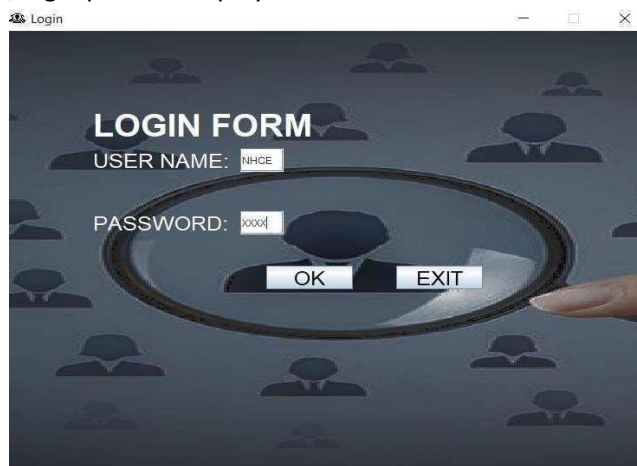 Login
LOGIN FORM
USER NAME: NHCE
PASSWORD: XXXX
OK EXIT